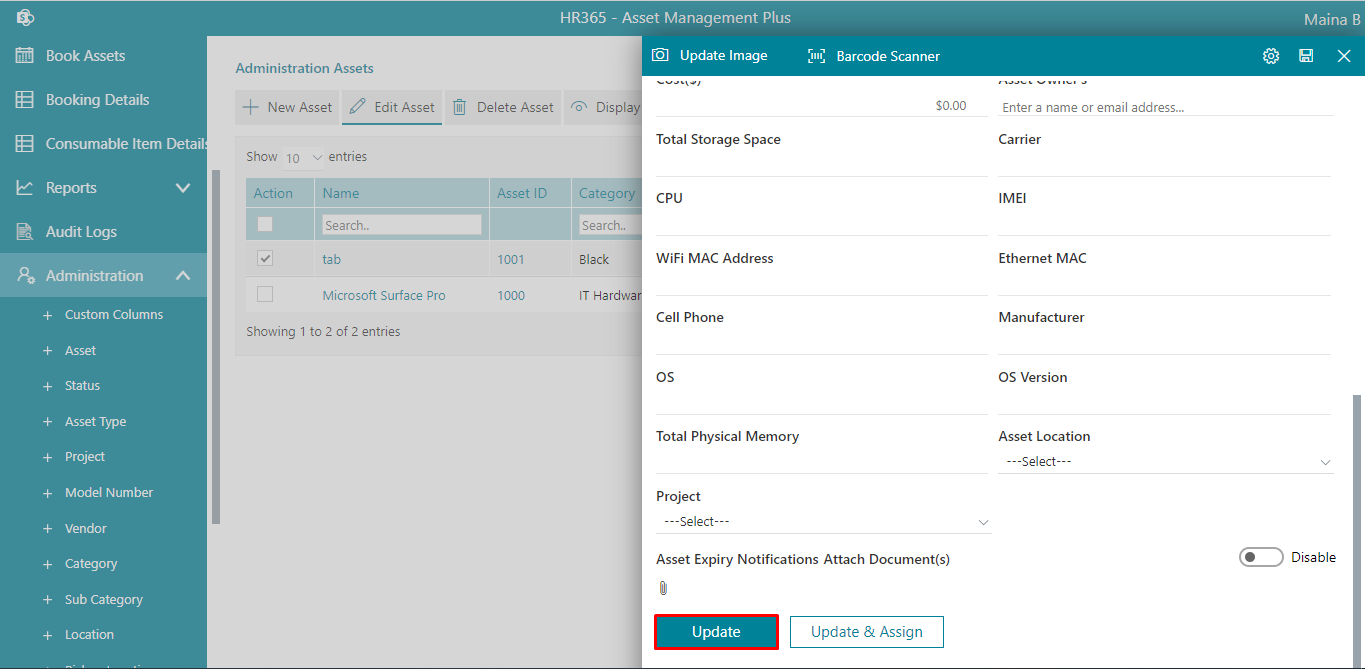 HR365 - Asset Management Plus
Maina B
Book Assets
Booking Details
Consumable Item Details
Reports
Audit Logs
Administration
+ Custom Columns
+ Asset
+ Status
+ Asset Type
+ Project
+ Model Number
+ Vendor
+ Category
+ Sub Category
+ Location
Administration Assets
New Asset Edit Asset Delete Asset Display
Show 10 entries
Action Name Asset ID Category
Search.. Search..
tab 1001 Black
Microsoft Surface Pro 1000 IT Hardwar
Showing 1 to 2 of 2 entries
Update Image Barcode Scanner
Cost($) Asset Owner's
$0.00 Enter a name or email address...
Total Storage Space Carrier
CPU IMEI
WiFi MAC Address Ethernet MAC
Cell Phone Manufacturer
OS OS Version
Total Physical Memory Asset Location
---Select---
Project
---Select---
Asset Expiry Notifications Attach Document(s) Disable
Update Update & Assign